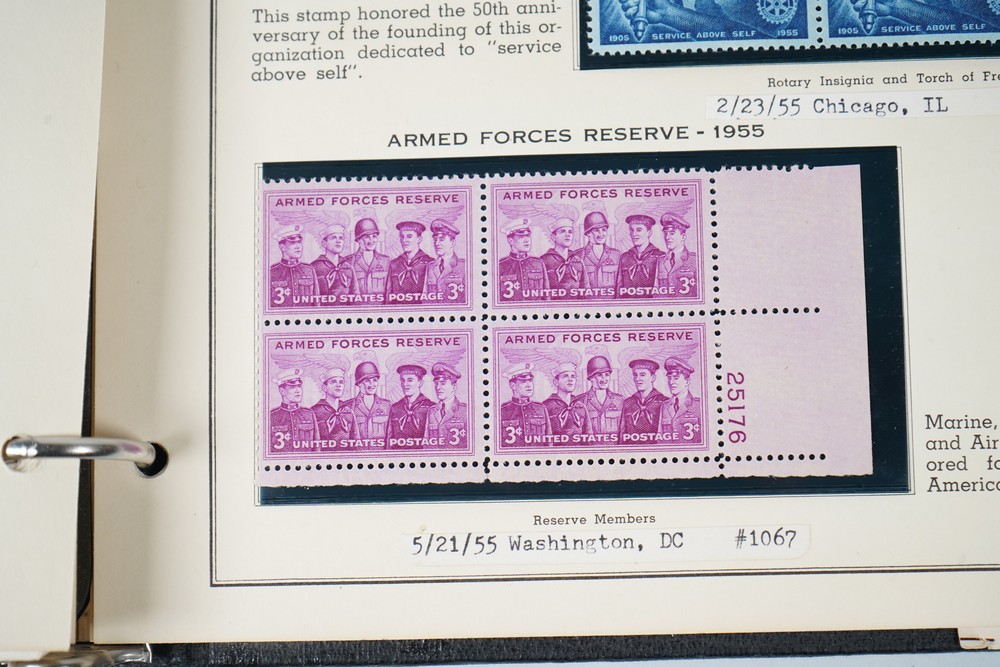 This stamp honored the 50th anni-
versary of the founding of this or-
ganization dedicated to "service
above self".
1905 SERVICE ABOVE SELF 1955
1905 SERVICE ABOVE SELF
Rotary Insignia and Torch of
2/23/55 Chicago, IL
ARMED FORCES RESERVE - 1955
ARMED FORCES RESERVE
3¢ UNITED STATES POSTAGE 3¢
ARMED FORCES RESERVE
3¢ UNITED STATES POSTAGE 3¢
ARMED FORCES RESERVE
3¢ UNITED STATES POSTAGE 3¢
ARMED FORCES RESERVE
3¢ UNITED STATES POSTAGE 3¢
25176
Marine,
and Air
ored
America
Reserve Members
5/21/55 Washington, DC #1067